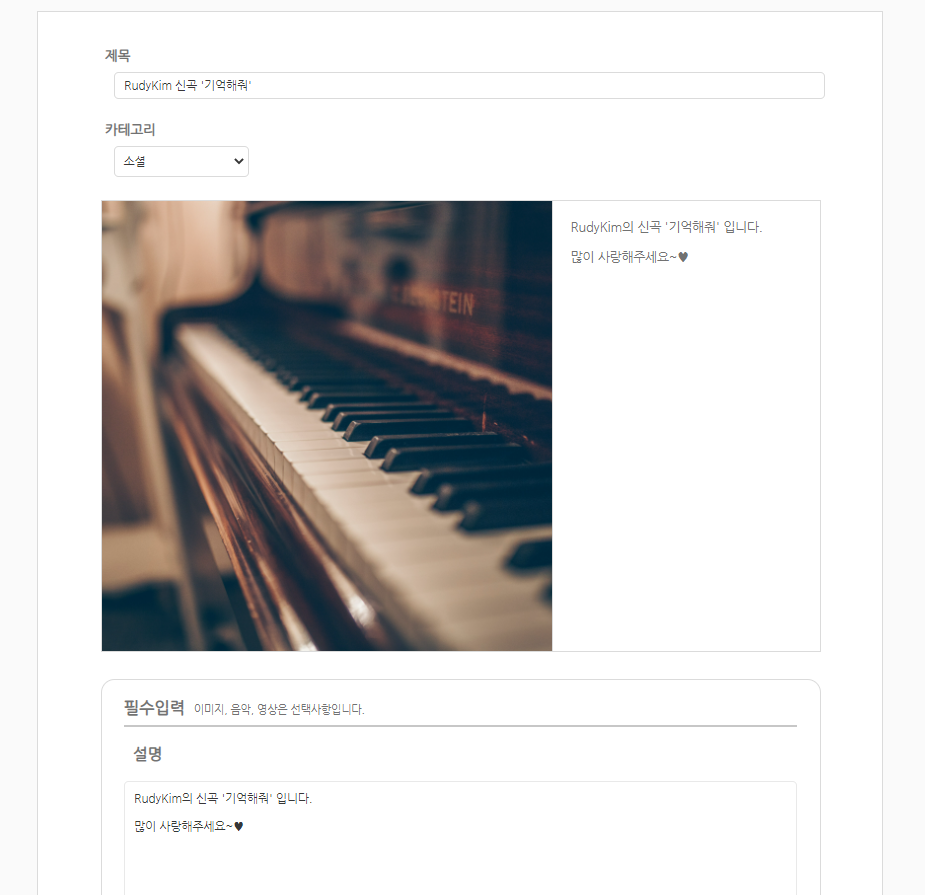 제목
RudyKim 신곡 '기억해줘'
카테고리
소셜
RudyKim의 신곡 '기억해줘' 입니다.
많이 사랑해주세요~♥
필수입력 이미지, 음악, 영상은 선택사항입니다.
설명
RudyKim의 신곡 '기억해줘' 입니다.
많이 사랑해주세요~♥